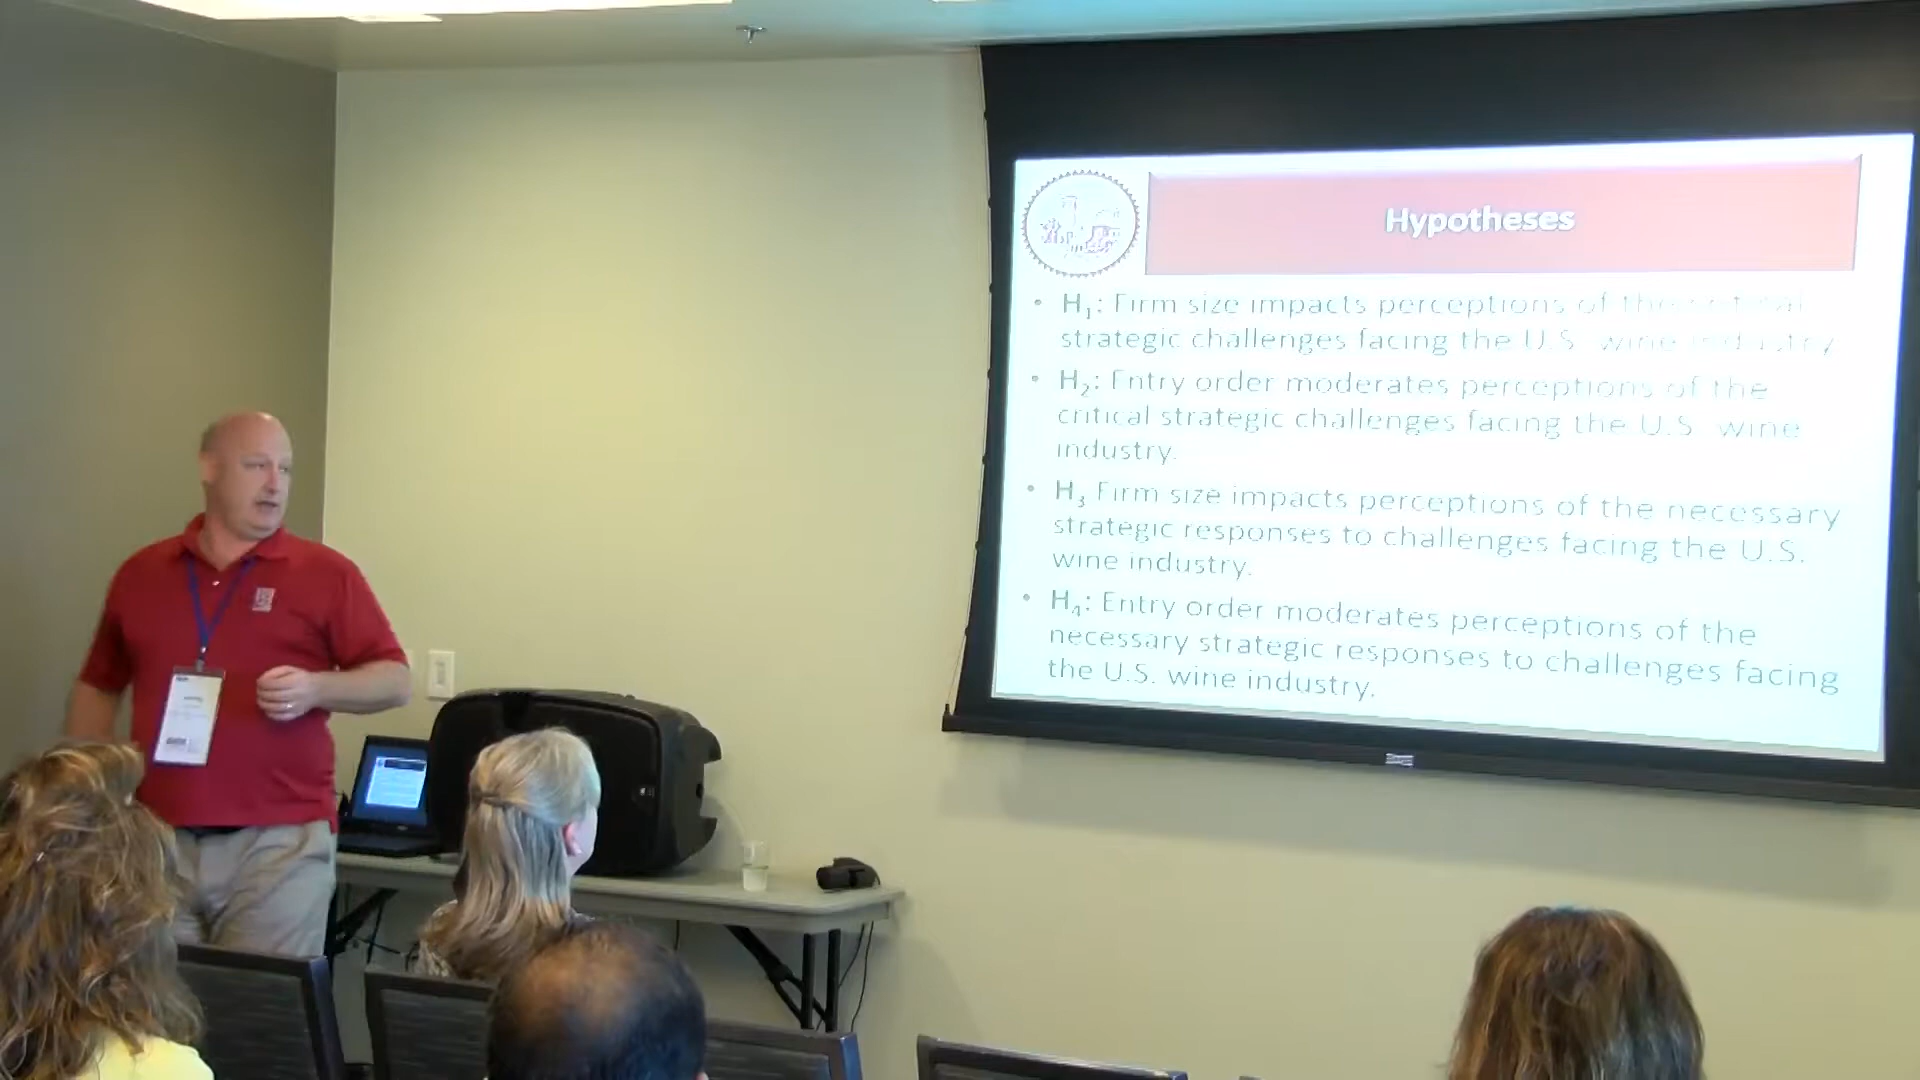 Hypotheses
• H₁: Firm size impacts perceptions of the
strategic challenges facing the U.S. wine industry
• H₂: Entry order moderates perceptions of the
critical strategic challenges facing the U.S. wine
industry.
• H₃ Firm size impacts perceptions of the necessary
strategic responses to challenges facing the U.S.
wine industry.
• H₄: Entry order moderates perceptions of the
necessary strategic responses to challenges facing
the U.S. wine industry.